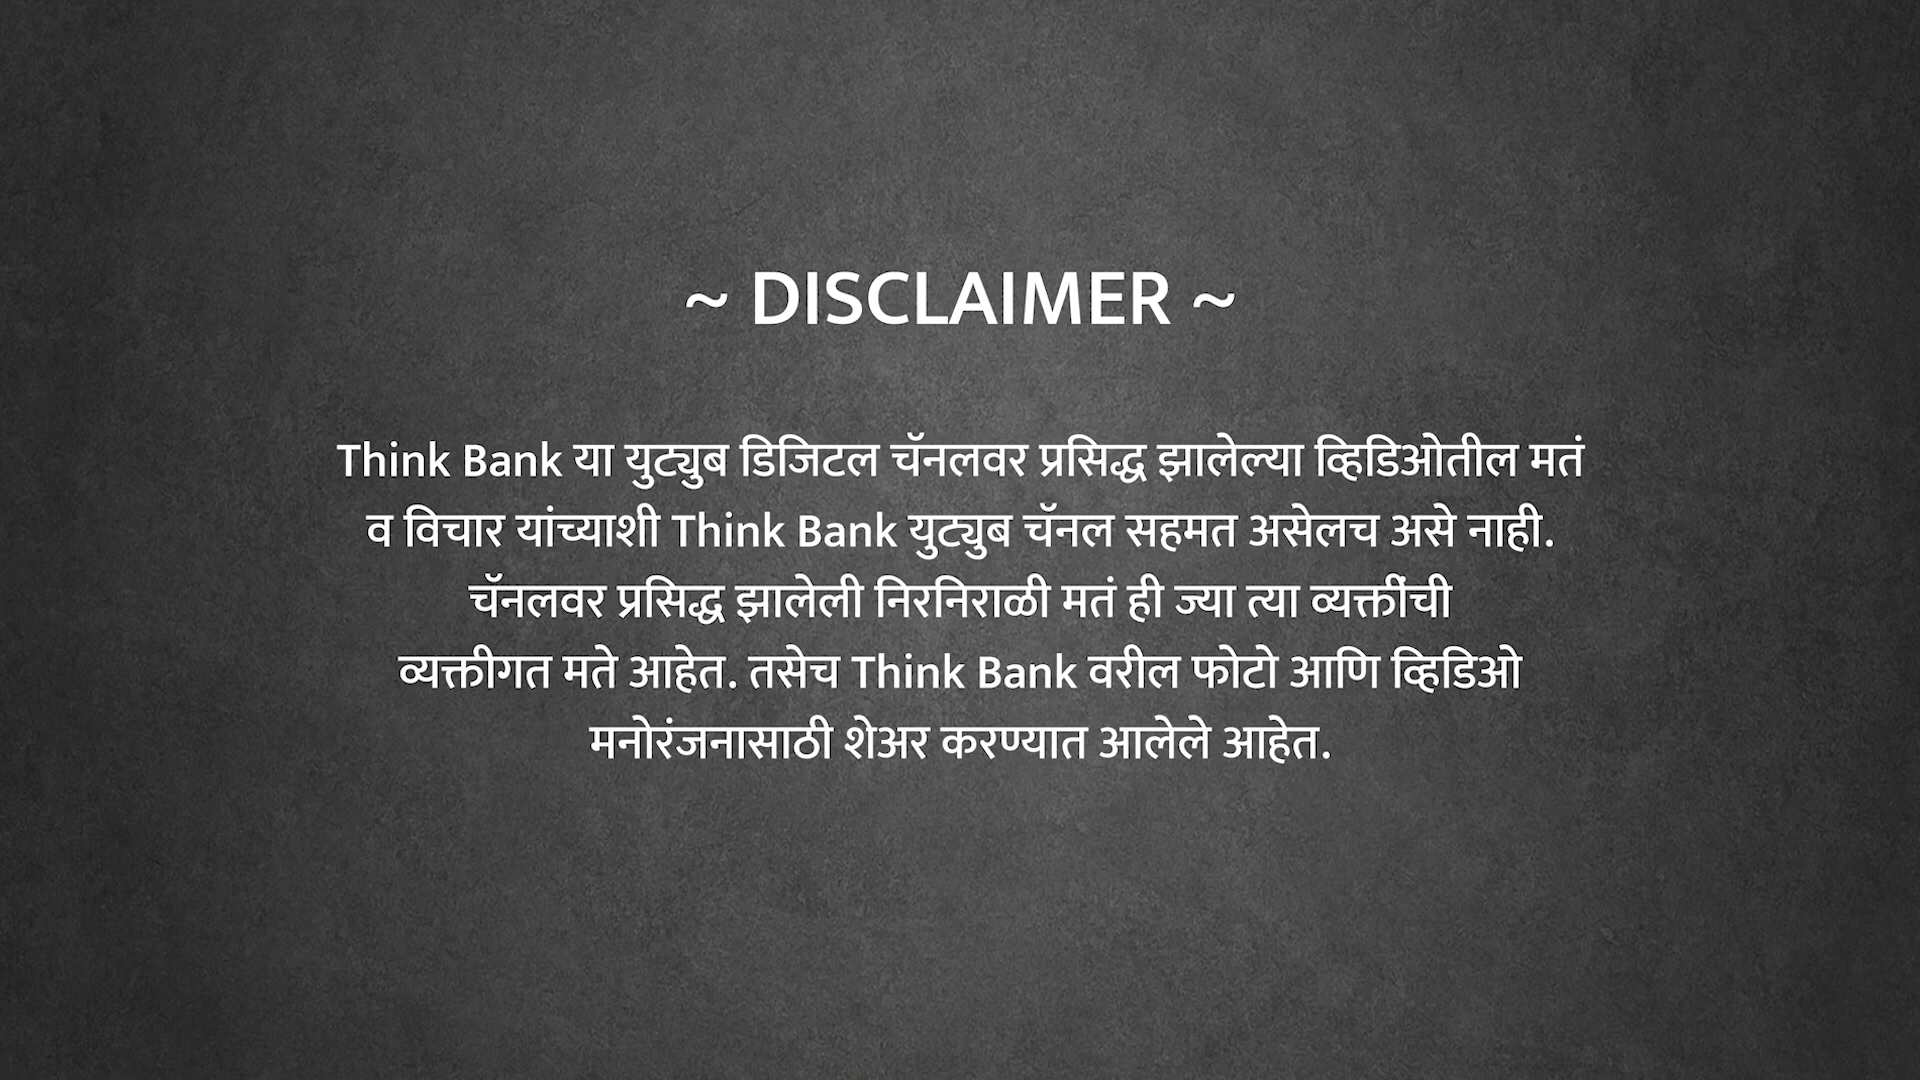 ~ DISCLAIMER ~
Think Bank या युट्युब डिजिटल चॅनलवर प्रसिद्ध झालेल्या व्हिडिओतील मतं
व विचार यांच्याशी Think Bank युट्युब चॅनल सहमत असेलच असे नाही.
चॅनलवर प्रसिद्ध झालेली निरनिराळी मतं ही ज्या त्या व्यक्तींची
व्यक्तीगत मते आहेत. तसेच Think Bank वरील फोटो आणि व्हिडिओ
मनोरंजनासाठी शेअर करण्यात आलेले आहेत.